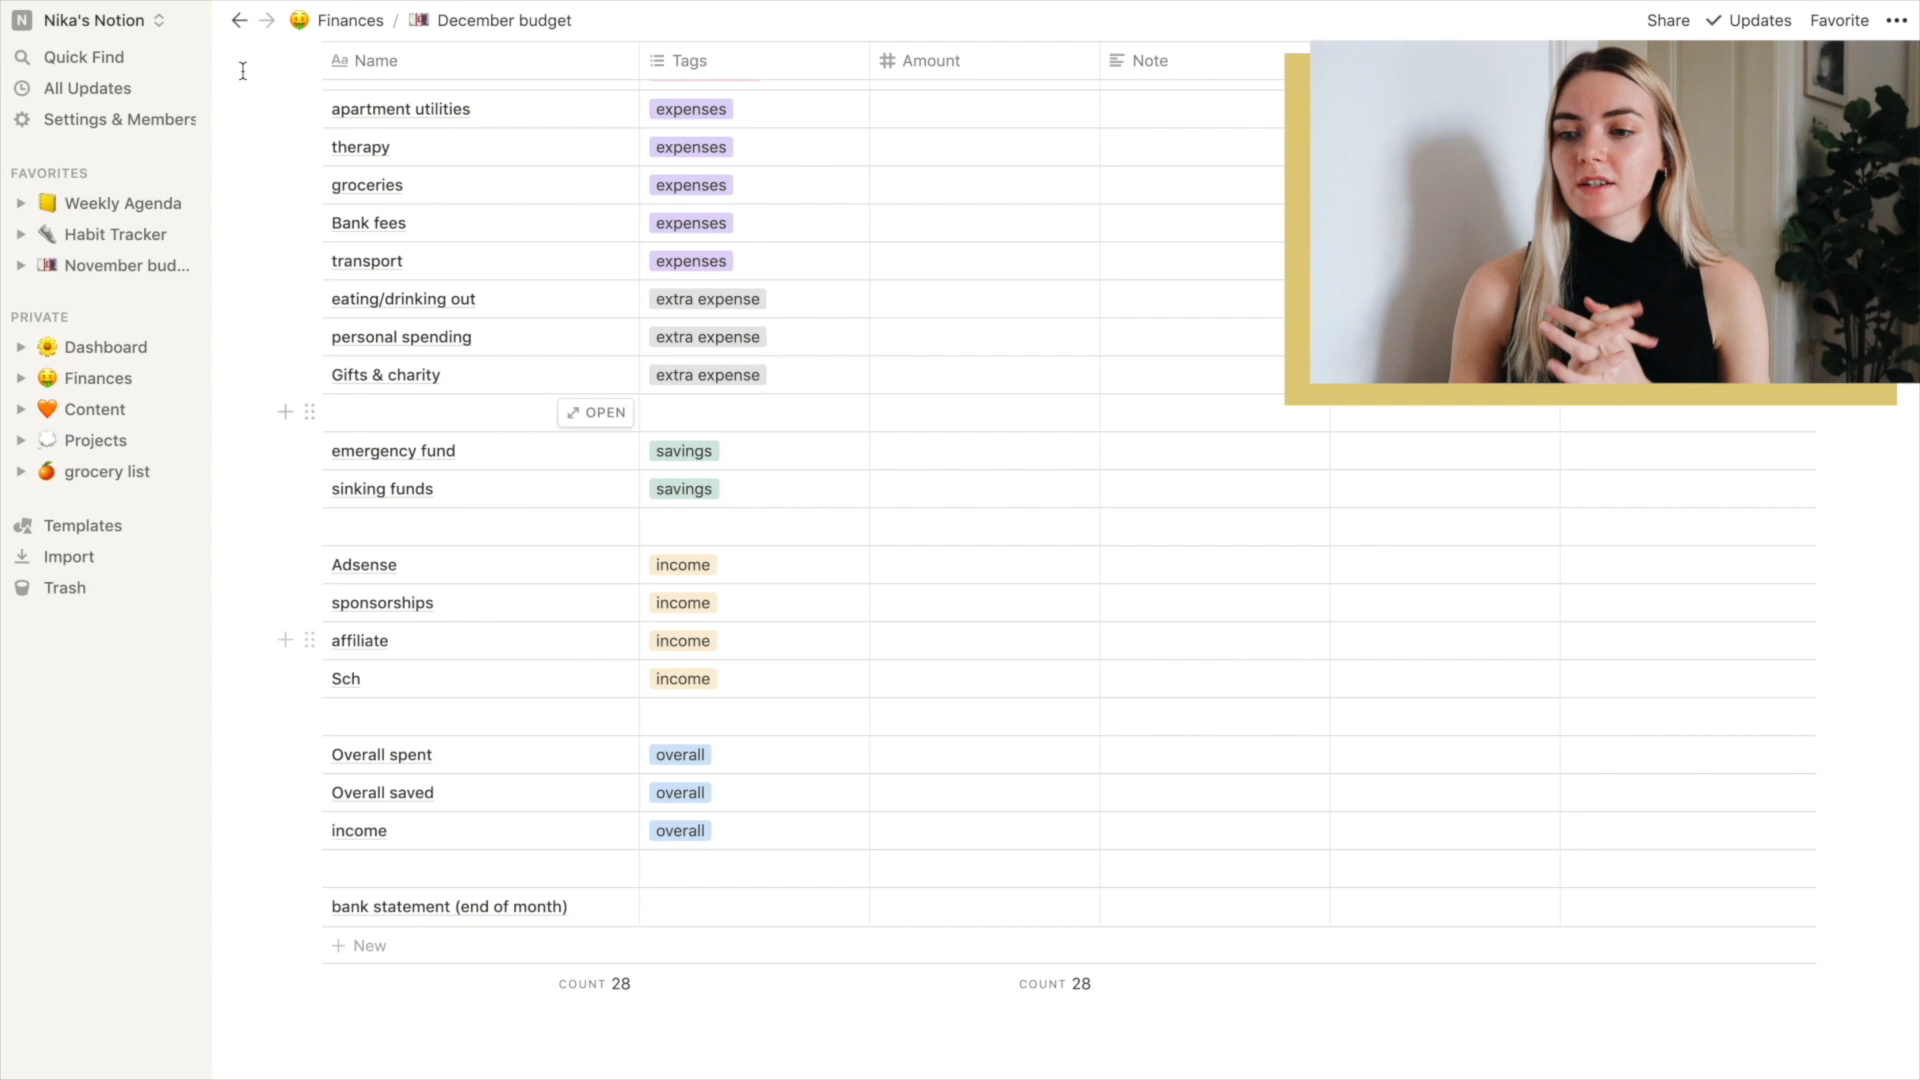 N Nika's Notion
Quick Find
All Updates
Settings & Members
FAVORITES
Weekly Agenda
Habit Tracker
November bud...
PRIVATE
Dashboard
Finances
Content
Projects
grocery list
Templates
Import
Trash
Finances / December budget
Share Updates Favorite •••
Aa Name Tags # Amount Note
apartment utilities expenses
therapy expenses
groceries expenses
Bank fees expenses
transport expenses
eating/drinking out extra expense
personal spending extra expense
Gifts & charity extra expense
OPEN
emergency fund savings
sinking funds savings
Adsense income
sponsorships income
affiliate income
Sch income
Overall spent overall
Overall saved overall
income overall
bank statement (end of month)
+ New
COUNT 28 COUNT 28